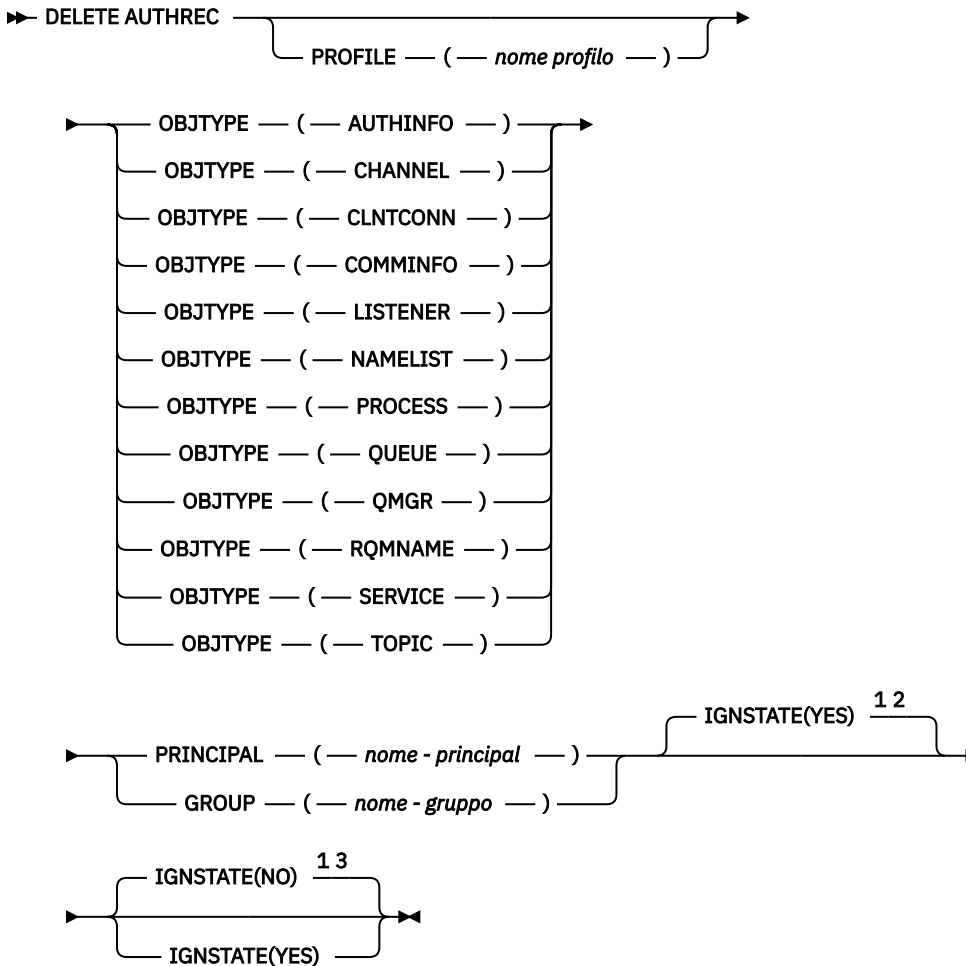 DELETE AUTHREC
PROFILE ( nome profilo )
OBJTYPE ( AUTHINFO )
OBJTYPE ( CHANNEL )
OBJTYPE ( CLNTCONN )
OBJTYPE ( COMMINFO )
OBJTYPE ( LISTENER )
OBJTYPE ( NAMELIST )
OBJTYPE ( PROCESS )
OBJTYPE ( QUEUE )
OBJTYPE ( QMGR )
OBJTYPE ( RQMNAME )
OBJTYPE ( SERVICE )
OBJTYPE ( TOPIC )
IGNSTATE(YES) 1 2
PRINCIPAL ( nome - principal )
GROUP ( nome - gruppo )
IGNSTATE(NO) 1 3
IGNSTATE(YES)